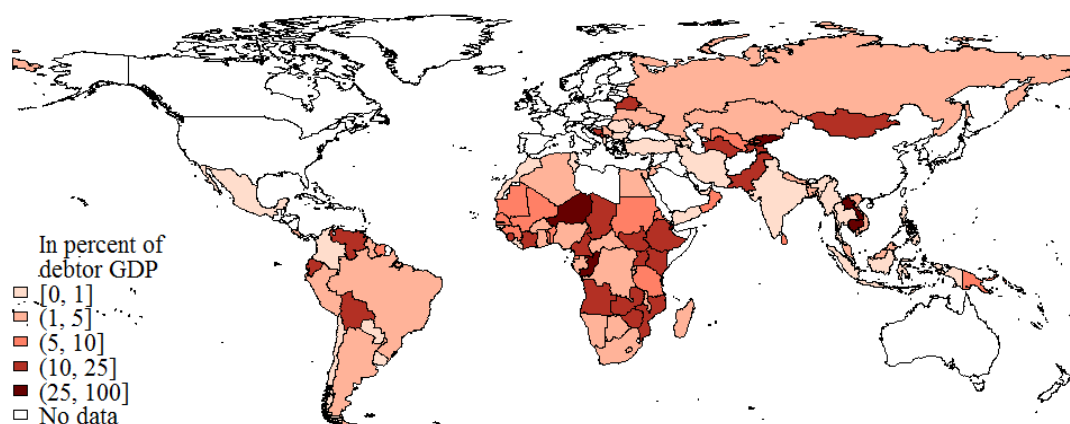 In percent of
debtor GDP
[0, 1]
(1, 5]
(5, 10]
(10, 25]
(25, 100]
No data